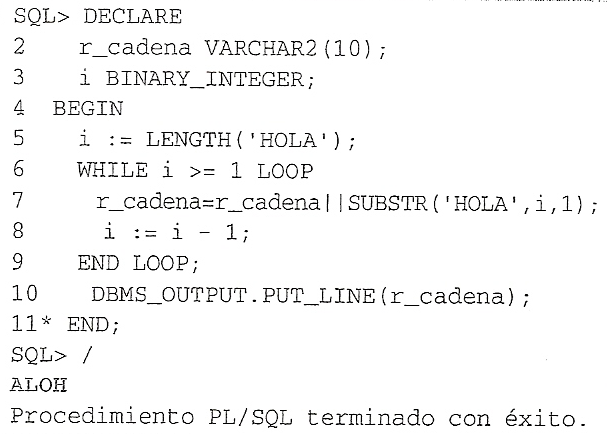 SQL> DECLARE
2 r_cadena VARCHAR2(10);
3 i BINARY_INTEGER;
4 BEGIN
5 i := LENGTH('HOLA');
6 WHILE i >= 1 LOOP
7 r_cadena=r_cadena||SUBSTR('HOLA',i,1);
8 i := i - 1;
9 END LOOP;
10 DBMS_OUTPUT.PUT_LINE(r_cadena);
11* END;
SQL> /
ALOH
Procedimiento PL/SQL terminado con éxito.